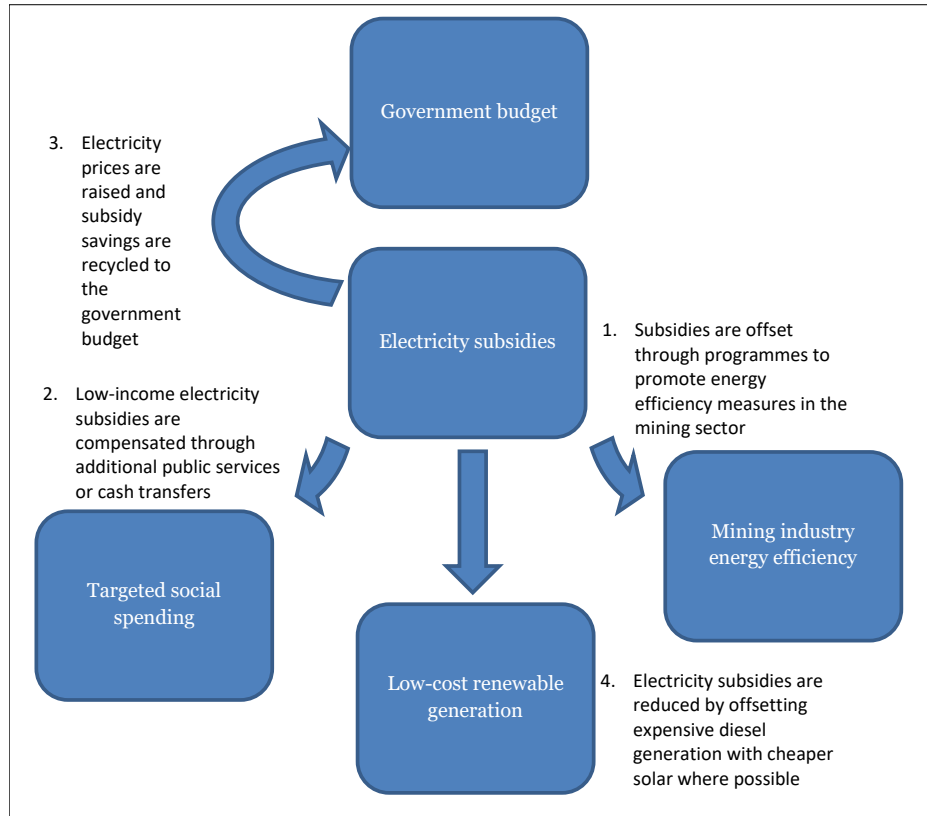 Government budget
3. Electricity
prices are
raised and
subsidy
savings are
recycled to
the
government
budget
Electricity subsidies
1. Subsidies are offset
through programmes to
promote energy
efficiency measures in the
mining sector
2. Low-income electricity
subsidies are
compensated through
additional public services
or cash transfers
Mining industry
energy efficiency
Targeted social
spending
Low-cost renewable
generation
4. Electricity subsidies are
reduced by offsetting
expensive diesel
generation with cheaper
solar where possible